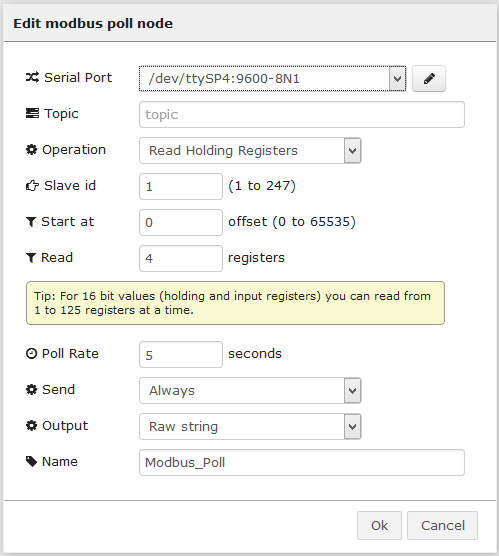 Edit modbus poll node
Serial Port /dev/ttySP4:9600-8N1
Topic topic
Operation Read Holding Registers
Slave id 1 (1 to 247)
Start at 0 offset (0 to 65535)
Read 4 registers
Tip: For 16 bit values (holding and input registers) you can read from
1 to 125 registers at a time.
Poll Rate 5 seconds
Send Always
Output Raw string
Name Modbus_Poll
Ok Cancel